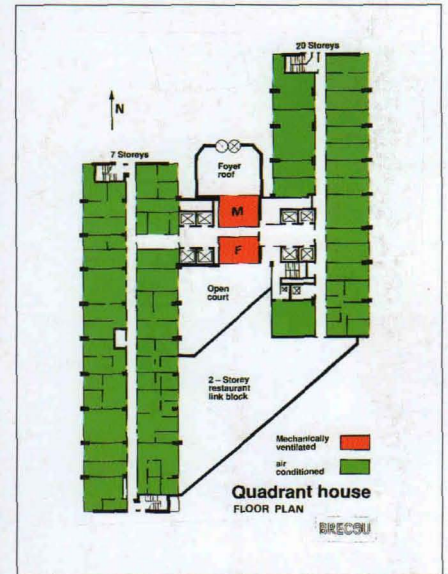 20 Storeys
N
7 Storeys
Foyer
roof
M
F
Open
court
2 – Storey
restaurant
link block
Mechanically
ventilated
air
conditioned
Quadrant house
FLOOR PLAN
BRECSU